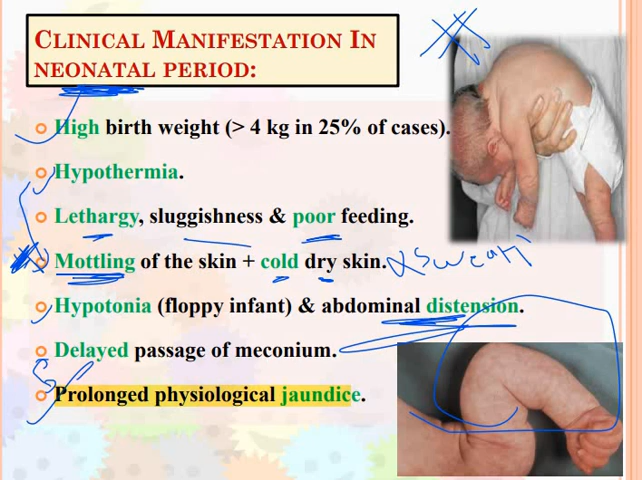 CLINICAL MANIFESTATION IN
NEONATAL PERIOD:
High birth weight (> 4 kg in 25% of cases).
Hypothermia.
Lethargy, sluggishness & poor feeding.
Mottling of the skin + cold dry skin. Sweat
Hypotonia (floppy infant) & abdominal distension.
Delayed passage of meconium.
Prolonged physiological jaundice.